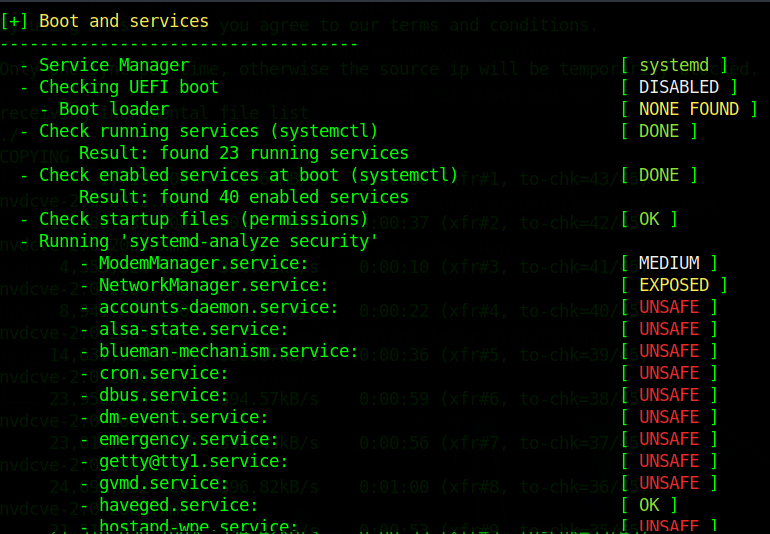 [+] Boot and services
------------------------------------
- Service Manager [ systemd ]
- Checking UEFI boot [ DISABLED ]
- Boot loader [ NONE FOUND ]
- Check running services (systemctl) [ DONE ]
Result: found 23 running services
- Check enabled services at boot (systemctl) [ DONE ]
Result: found 40 enabled services
- Check startup files (permissions) [ OK ]
- Running 'systemd-analyze security'
- ModemManager.service: [ MEDIUM ]
- NetworkManager.service: [ EXPOSED ]
- accounts-daemon.service: [ UNSAFE ]
- alsa-state.service: [ UNSAFE ]
- blueman-mechanism.service: [ UNSAFE ]
- cron.service: [ UNSAFE ]
- dbus.service: [ UNSAFE ]
- dm-event.service: [ UNSAFE ]
- emergency.service: [ UNSAFE ]
- getty@tty1.service: [ UNSAFE ]
- gvmd.service: [ UNSAFE ]
- haveged.service: [ OK ]
- hostapd-wpe.service: [ UNSAFE ]